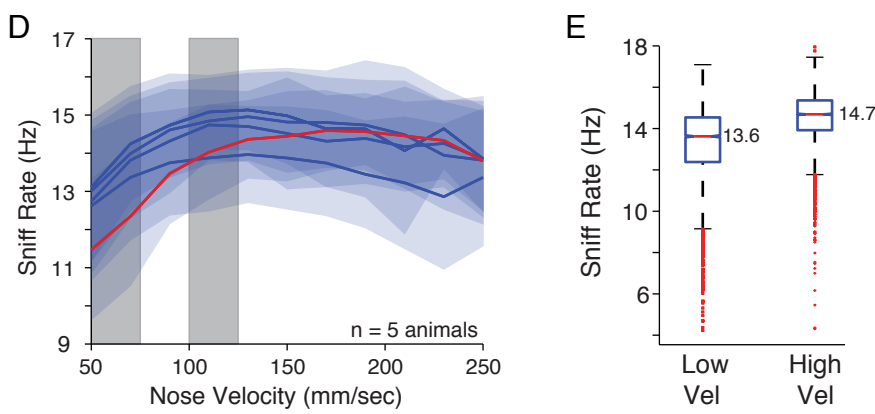 D
17
15
13
11
9
Sniff Rate (Hz)
n = 5 animals
50
100
150
200
250
Nose Velocity (mm/sec)
E
18
14
10
6
Sniff Rate (Hz)
13.6
14.7
Low
Vel
High
Vel